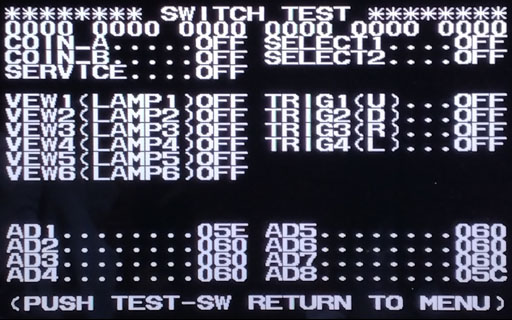 ******** SWITCH TEST ********
0000 0000 0000 0000 0000 0000
COIN_A.....OFF SELECT1...OFF
COIN_B.....OFF SELECT2...OFF
SERVICE....OFF
VEW1(LAMP1)OFF TRIG1(U)...OFF
VEW2(LAMP2)OFF TRIG2(D)...OFF
VEW3(LAMP3)OFF TRIG3(R)...OFF
VEW4(LAMP4)OFF TRIG4(L)...OFF
VEW5(LAMP5)OFF
VEW6(LAMP6)OFF
AD1........05E AD5........060
AD2........060 AD6........060
AD3........060 AD7........060
AD4........060 AD8........05C
(PUSH TEST-SW RETURN TO MENU)